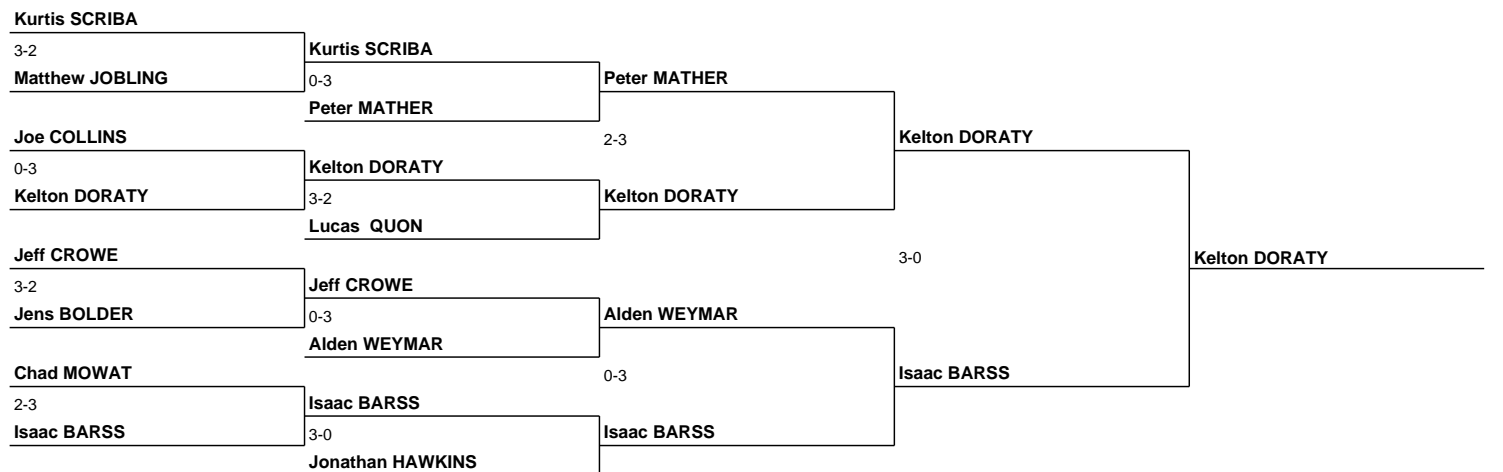 Kurtis SCRIBA
3-2
Kurtis SCRIBA
Matthew JOBLING
0-3
Peter MATHER
Peter MATHER
Joe COLLINS
2-3
Kelton DORATY
0-3
Kelton DORATY
Kelton DORATY
3-2
Kelton DORATY
Lucas QUON
Jeff CROWE
3-0
Kelton DORATY
3-2
Jeff CROWE
Jens BOLDER
0-3
Alden WEYMAR
Alden WEYMAR
Chad MOWAT
0-3
Isaac BARSS
2-3
Isaac BARSS
Isaac BARSS
3-0
Isaac BARSS
Jonathan HAWKINS